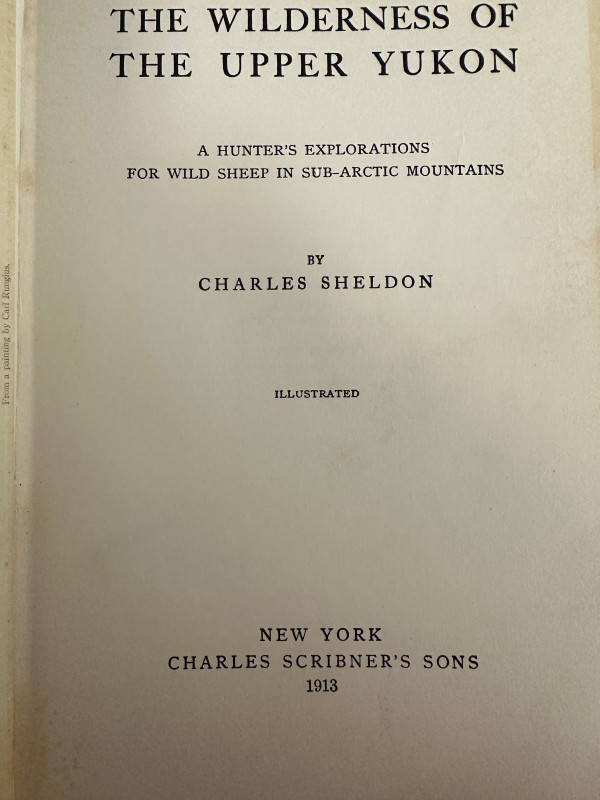 THE WILDERNESS OF
THE UPPER YUKON
A HUNTER'S EXPLORATIONS
FOR WILD SHEEP IN SUB-ARCTIC MOUNTAINS
BY
CHARLES SHELDON
ILLUSTRATED
NEW YORK
CHARLES SCRIBNER'S SONS
1913
From a painting by Carl Rungius.